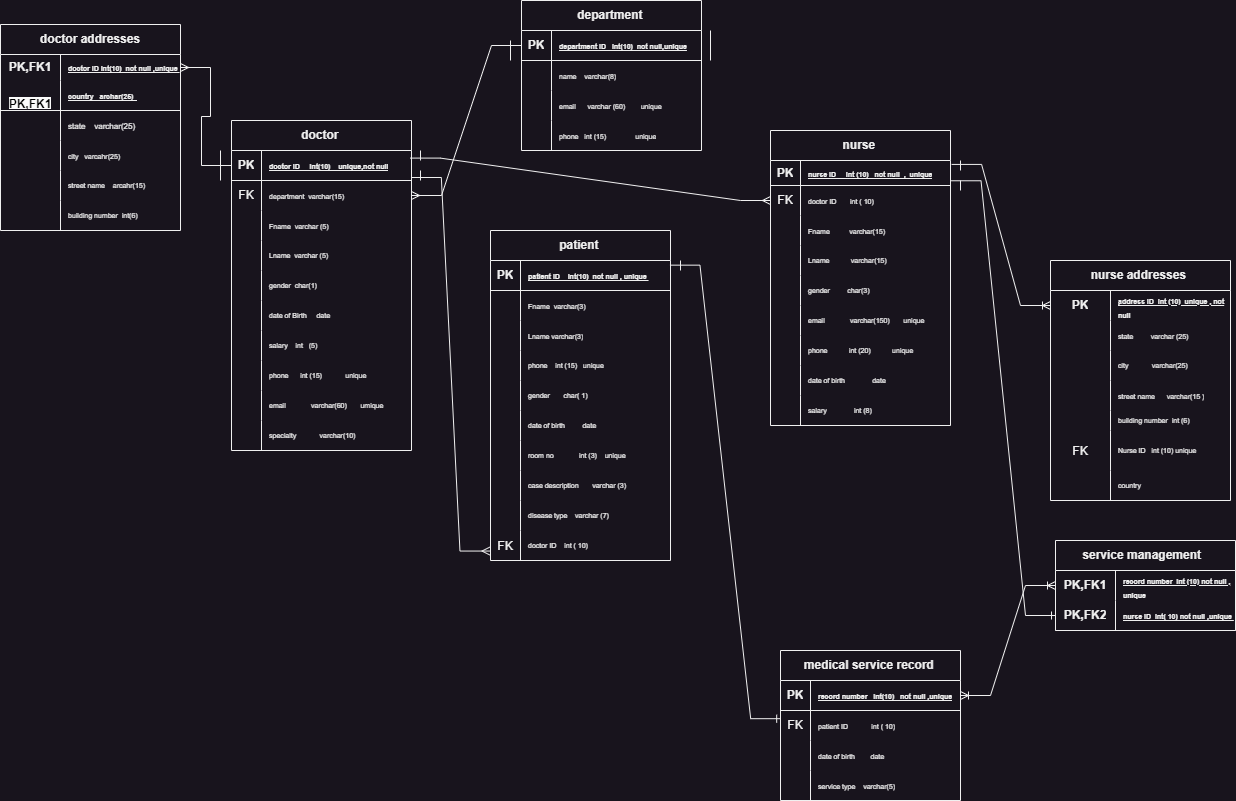 doctor addresses
PK,FK1 doctor ID int(10) not null ,unique
PK,FK1 country archar(26)
state varchar(25)
city varcahr(25)
street name arcahr(15)
building number int(6)
doctor
PK doctor ID int(10) unique,not null
FK department varchar(15)
Fname varchar (5)
Lname varchar (5)
gender char(1)
date of Birth date
salary int (5)
phone int (15) unique
email varchar(60) umique
specialty varchar(10)
department
PK department ID int(10) not null,unique
name varchar(8)
email varchar (60) unique
phone int (15) unique
patient
PK patient ID int(10) not null , unique
Fname varchar(3)
Lname varchar(3)
phone int (15) unique
gender char( 1)
date of birth date
room no int (3) unique
case description varchar (3)
disease type varchar (7)
FK doctor ID int ( 10)
nurse
PK nurse ID int (10) not null , unique
FK doctor ID int ( 10)
Fname varchar(15)
Lname varchar(15)
gender char(3)
email varchar(150) unique
phone int (20) unique
date of birth date
salary int (8)
nurse addresses
PK address ID int (10) unique , not
null
state varchar (25)
city varchar(25)
street name varchar(15 )
building number int (6)
FK Nurse ID int (10) unique
country
service management
PK,FK1 record number int (10) not null ,
unique
PK,FK2 nurse ID int( 10) not null ,unique
medical service record
PK record number int(10) not null ,unique
FK patient ID int ( 10)
date of birth date
service type varchar(5)